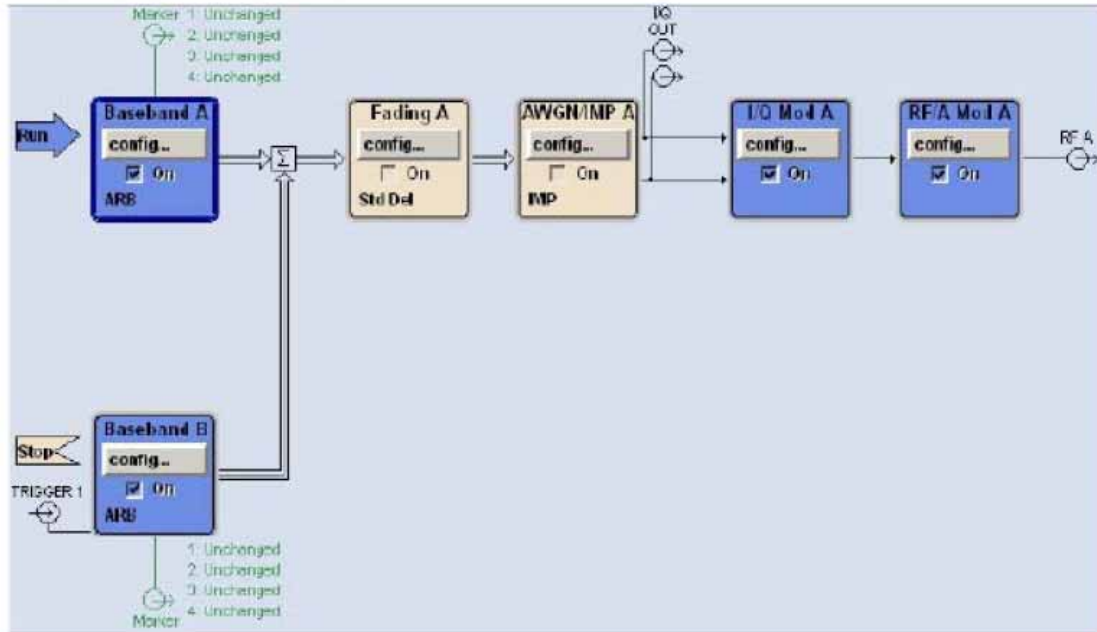 Marker 1: Unchanged
2: Unchanged
3: Unchanged
4: Unchanged
I/Q
OUT
Run
Baseband A
config...
On
ARB
Σ
Fading A
config...
On
Std Del
AWGN/IMP A
config...
On
IMP
I/Q Mod A
config...
On
RF/A Mod A
config...
On
RF A
Stop
TRIGGER 1
Baseband B
config...
On
ARB
1: Unchanged
2: Unchanged
3: Unchanged
4: Unchanged
Marker